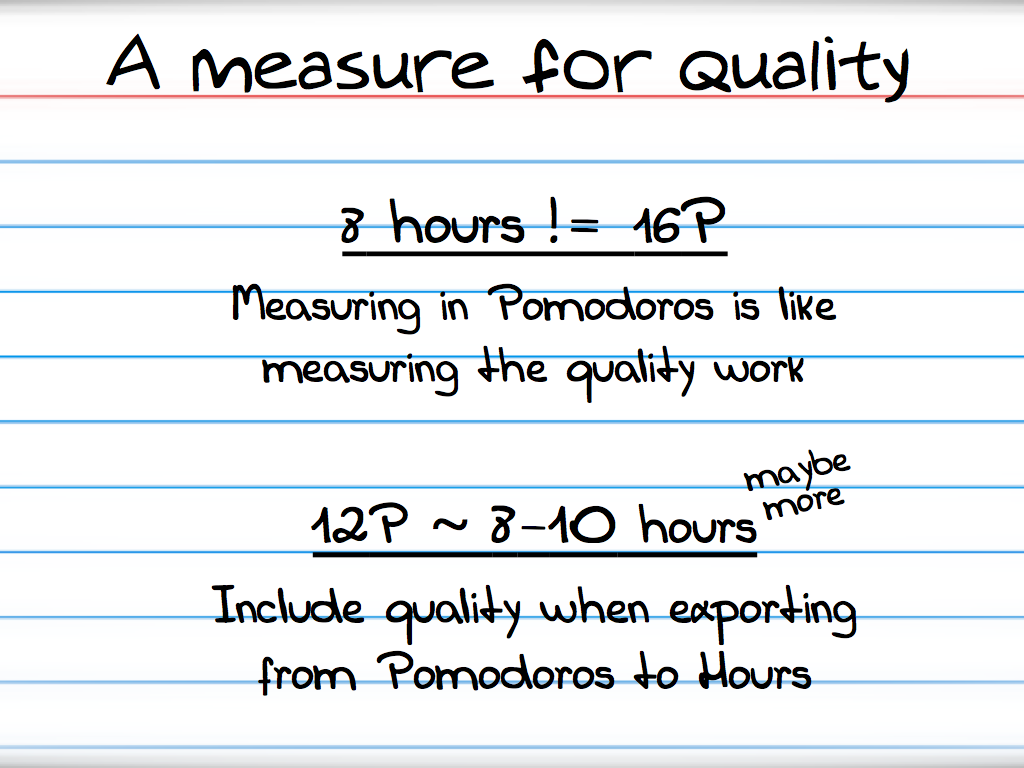 A measure for quality
8 hours != 16P
Measuring in Pomodoros is like
measuring the quality work
maybe
more
12P ~ 8-10 hours
Include quality when exporting
from Pomodoros to Hours